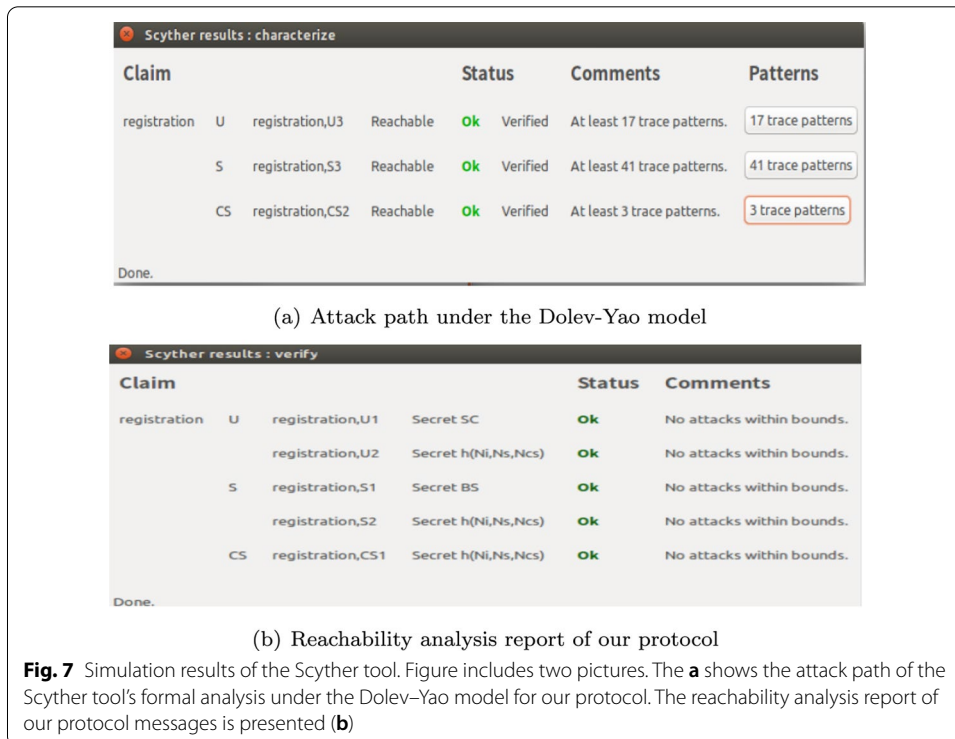 Scyther results : characterize
Claim Status Comments Patterns
registration U registration,U3 Reachable Ok Verified At least 17 trace patterns. 17 trace patterns
S registration,S3 Reachable Ok Verified At least 41 trace patterns. 41 trace patterns
CS registration,CS2 Reachable Ok Verified At least 3 trace patterns. 3 trace patterns
Done.
(a) Attack path under the Dolev-Yao model
Scyther results : verify
Claim Status Comments
registration U registration,U1 Secret SC Ok No attacks within bounds.
registration,U2 Secret h(Ni,Ns,Ncs) Ok No attacks within bounds.
S registration,S1 Secret BS Ok No attacks within bounds.
registration,S2 Secret h(Ni,Ns,Ncs) Ok No attacks within bounds.
CS registration,CS1 Secret h(Ni,Ns,Ncs) Ok No attacks within bounds.
Done.
(b) Reachability analysis report of our protocol
Fig. 7 Simulation results of the Scyther tool. Figure includes two pictures. The a shows the attack path of the
Scyther tool's formal analysis under the Dolev–Yao model for our protocol. The reachability analysis report of
our protocol messages is presented (b)